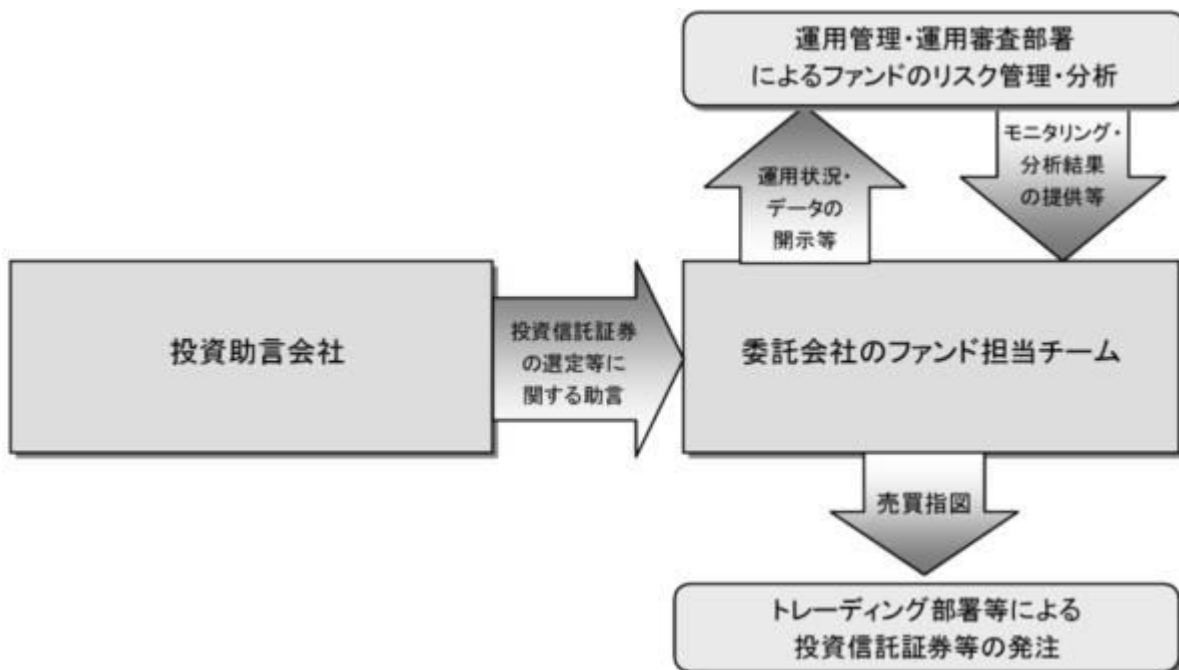 運用管理・運用審査部署
によるファンドのリスク管理・分析
運用状況・
データの
開示等
モニタリング・
分析結果
の提供等
投資助言会社
投資信託証券
の選定等に
関する助言
委託会社のファンド担当チーム
売買指図
トレーディング部署等による
投資信託証券等の発注